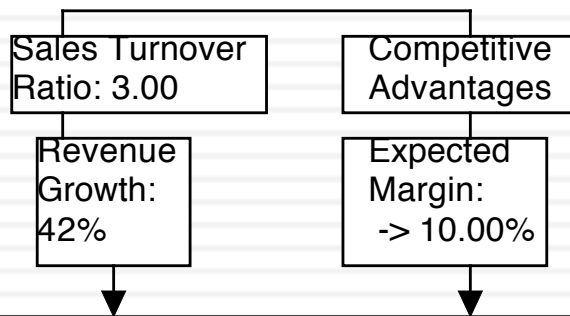 Sales Turnover
Ratio: 3.00
Competitive
Advantages
Revenue
Growth:
42%
Expected
Margin:
-> 10.00%